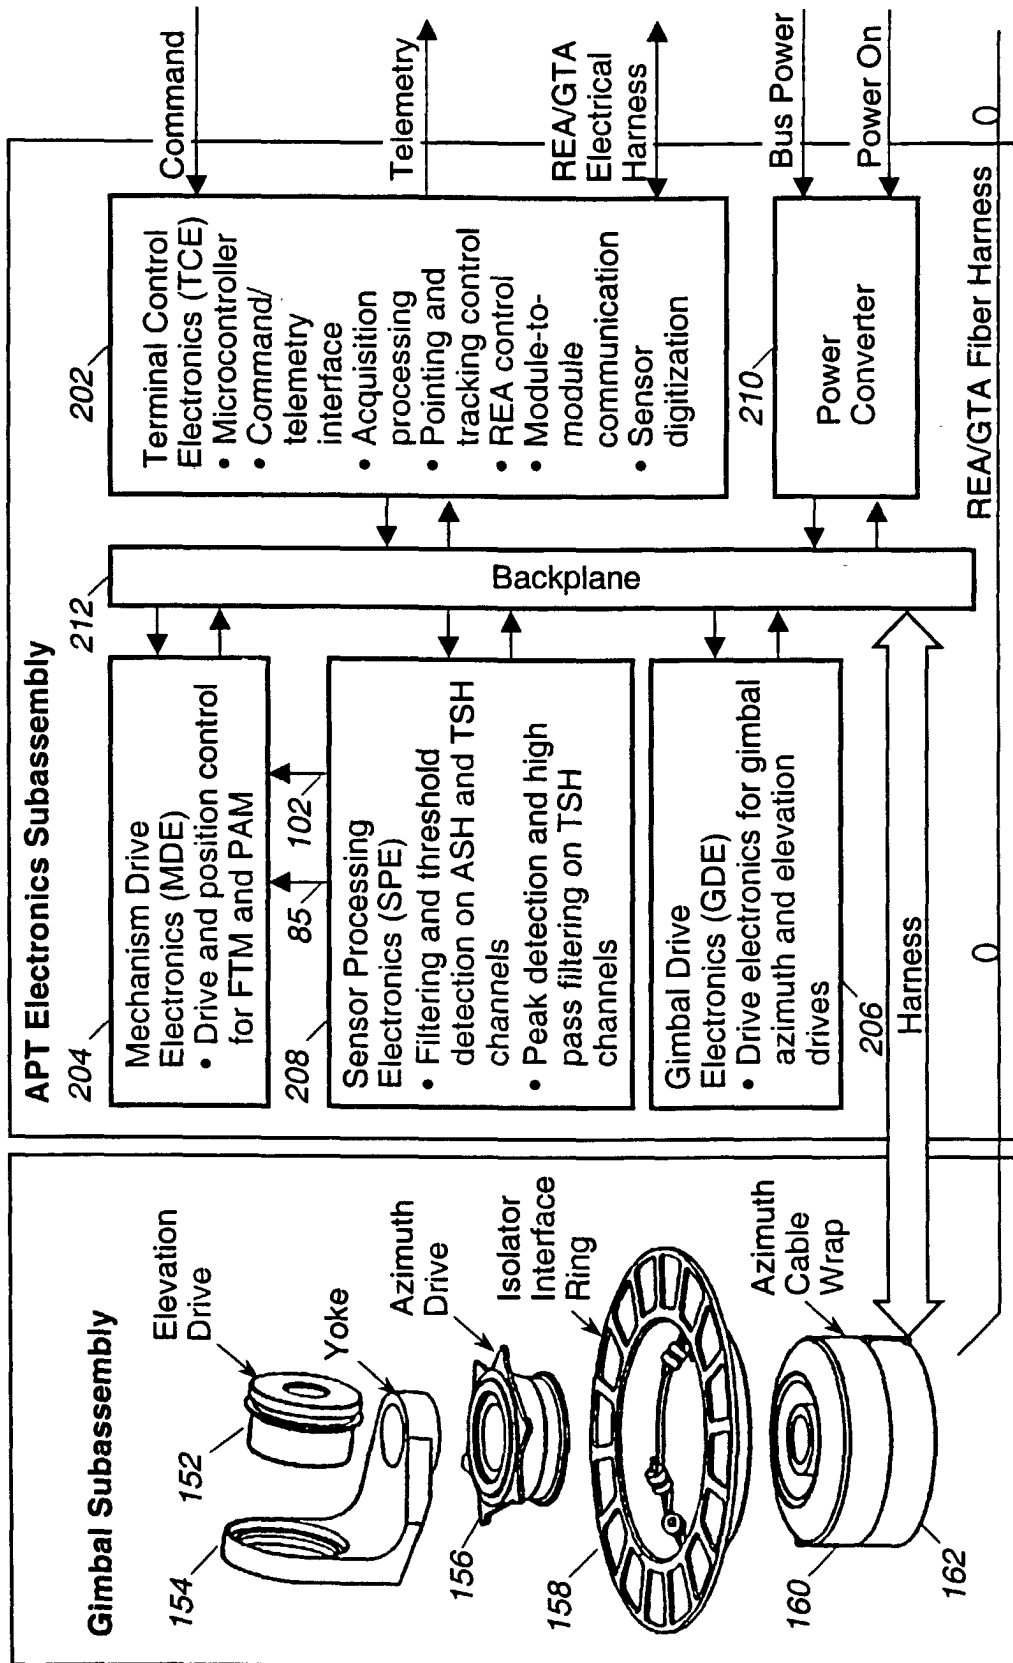 Gimbal Subassembly
Elevation
Drive
152
154
Yoke
Azimuth
Drive
156
Isolator
Interface
Ring
158
Azimuth
Cable
Wrap
160
162
APT Electronics Subassembly
204
Mechanism Drive
Electronics (MDE)
• Drive and position control
for FTM and PAM
85
102
208
Sensor Processing
Electronics (SPE)
• Filtering and threshold
detection on ASH and TSH
channels
• Peak detection and high
pass filtering on TSH
channels
Gimbal Drive
Electronics (GDE)
• Drive electronics for gimbal
azimuth and elevation
drives
206
Harness
212
Backplane
202
Terminal Control
Electronics (TCE)
• Microcontroller
• Command/
telemetry
interface
• Acquisition
processing
• Pointing and
tracking control
• REA control
• Module-to-
module
communication
• Sensor
digitization
210
Power
Converter
Command
Telemetry
REA/GTA
Electrical
Harness
Bus Power
Power On
REA/GTA Fiber Harness